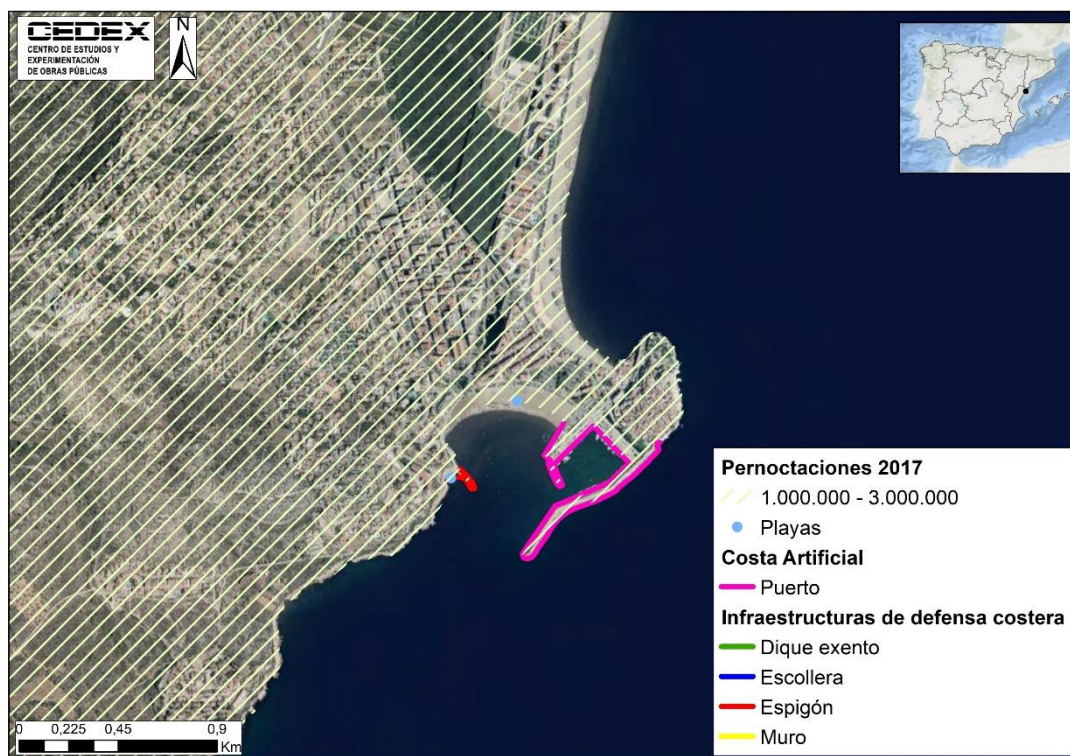 CEDEX
CENTRO DE ESTUDIOS Y
EXPERIMENTACIÓN
DE OBRAS PÚBLICAS
N
Pernoctaciones 2017
1.000.000 - 3.000.000
Playas
Costa Artificial
Puerto
Infraestructuras de defensa costera
Dique exento
Escollera
Espigón
Muro
0 0,225 0,45 0,9
Km